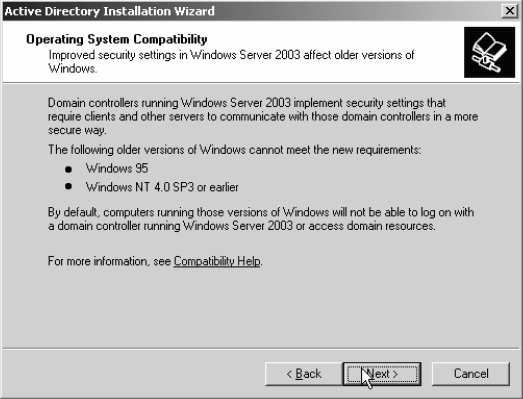 Active Directory Installation Wizard
Operating System Compatibility
Improved security settings in Windows Server 2003 affect older versions of
Windows.
Domain controllers running Windows Server 2003 implement security settings that
require clients and other servers to communicate with those domain controllers in a more
secure way.
The following older versions of Windows cannot meet the new requirements:
● Windows 95
● Windows NT 4.0 SP3 or earlier
By default, computers running those versions of Windows will not be able to log on with
a domain controller running Windows Server 2003 or access domain resources.
For more information, see Compatibility Help.
< Back Next > Cancel